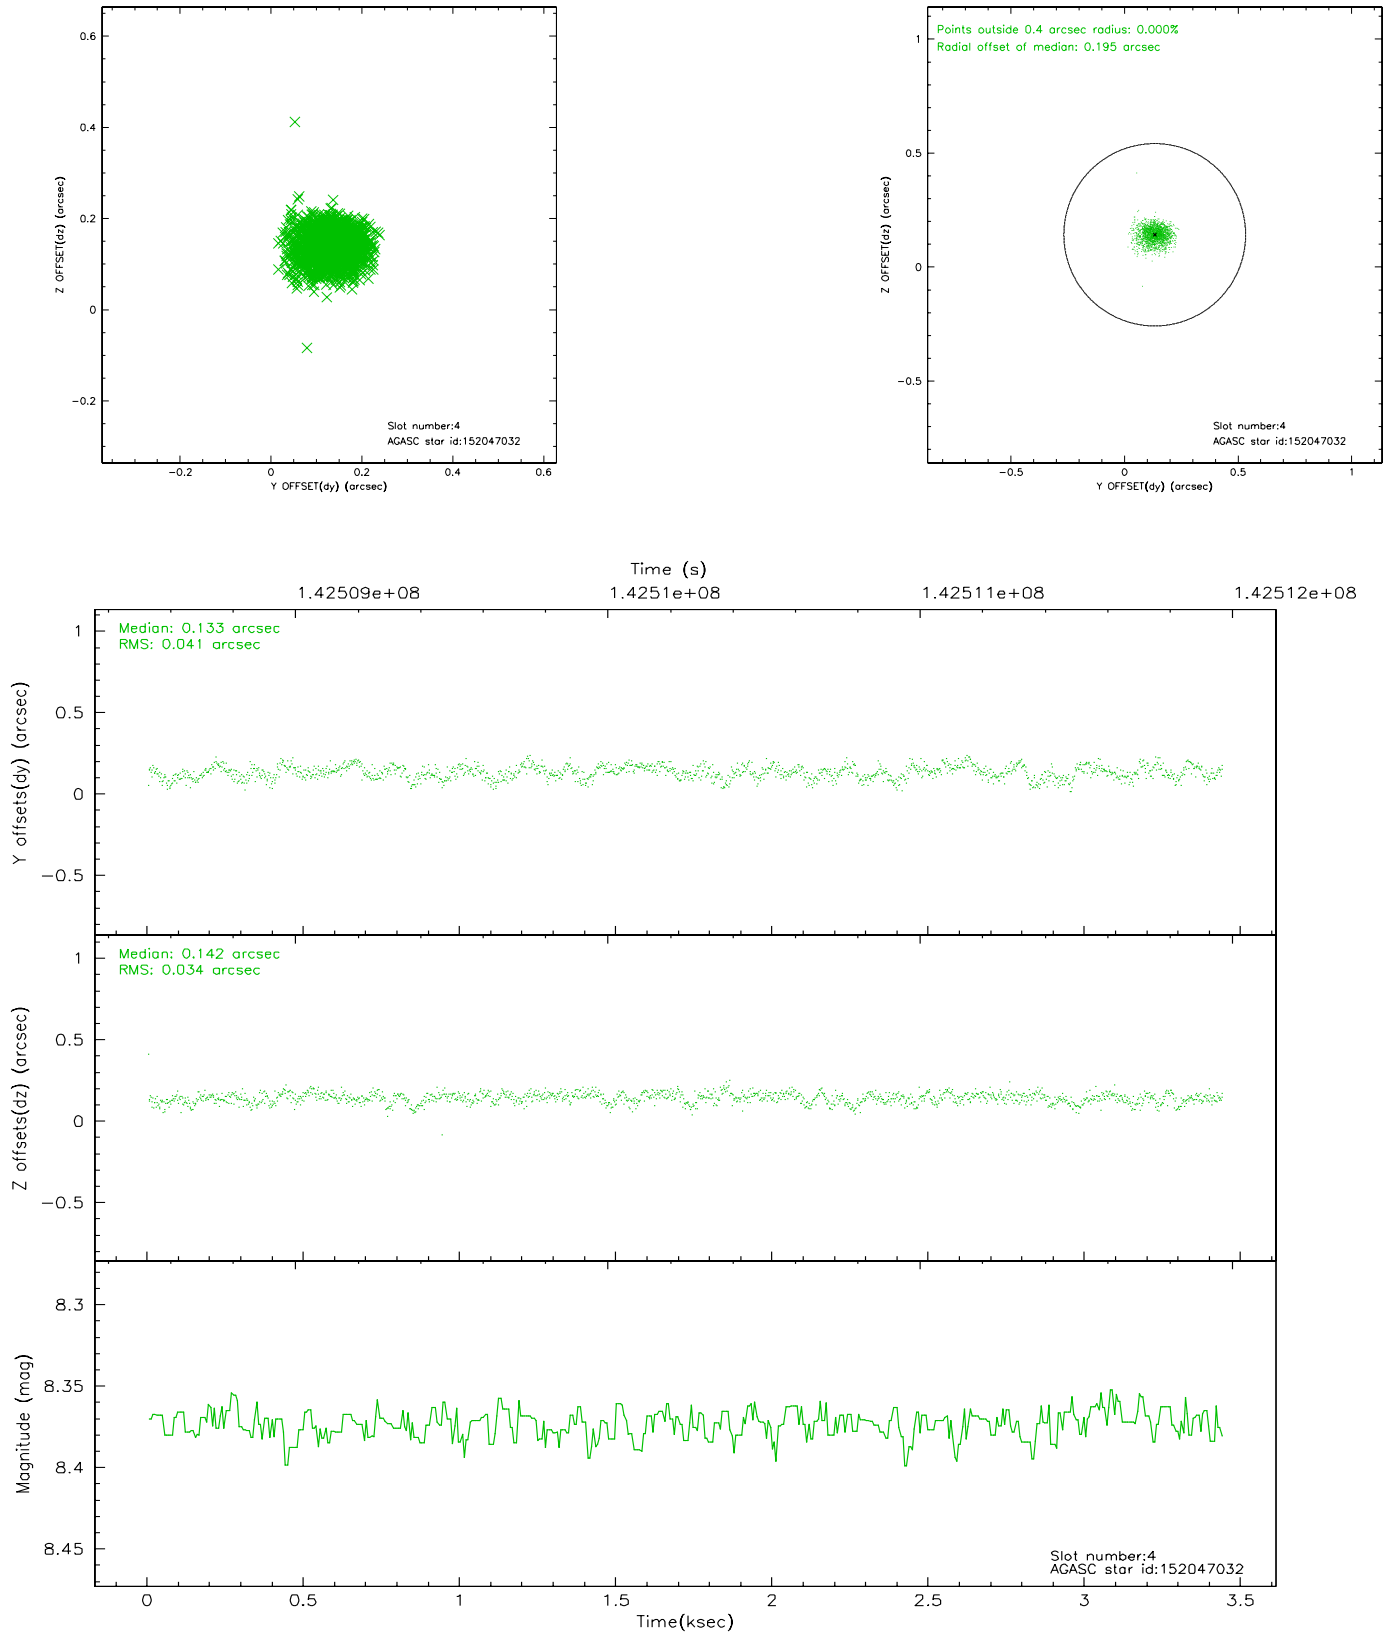 0.6
0.4
0.2
0
−0.2
Z OFFSET(dz) (arcsec)
−0.2 0 0.2 0.4 0.6
Y OFFSET(dy) (arcsec)
Slot number:4
AGASC star id:152047032
Points outside 0.4 arcsec radius: 0.000%
Radial offset of median: 0.195 arcsec
1
0.5
0
−0.5
Z OFFSET(dz) (arcsec)
−0.5 0 0.5 1
Y OFFSET(dy) (arcsec)
Slot number:4
AGASC star id:152047032
Time (s)
1.42509e+08 1.4251e+08 1.42511e+08 1.42512e+08
Median: 0.133 arcsec
RMS: 0.041 arcsec
1
0.5
0
−0.5
Y offsets(dy) (arcsec)
Median: 0.142 arcsec
RMS: 0.034 arcsec
1
0.5
0
−0.5
Z offsets(dz) (arcsec)
8.3
8.35
8.4
8.45
Magnitude (mag)
Slot number:4
AGASC star id:152047032
0 0.5 1 1.5 2 2.5 3 3.5
Time(ksec)